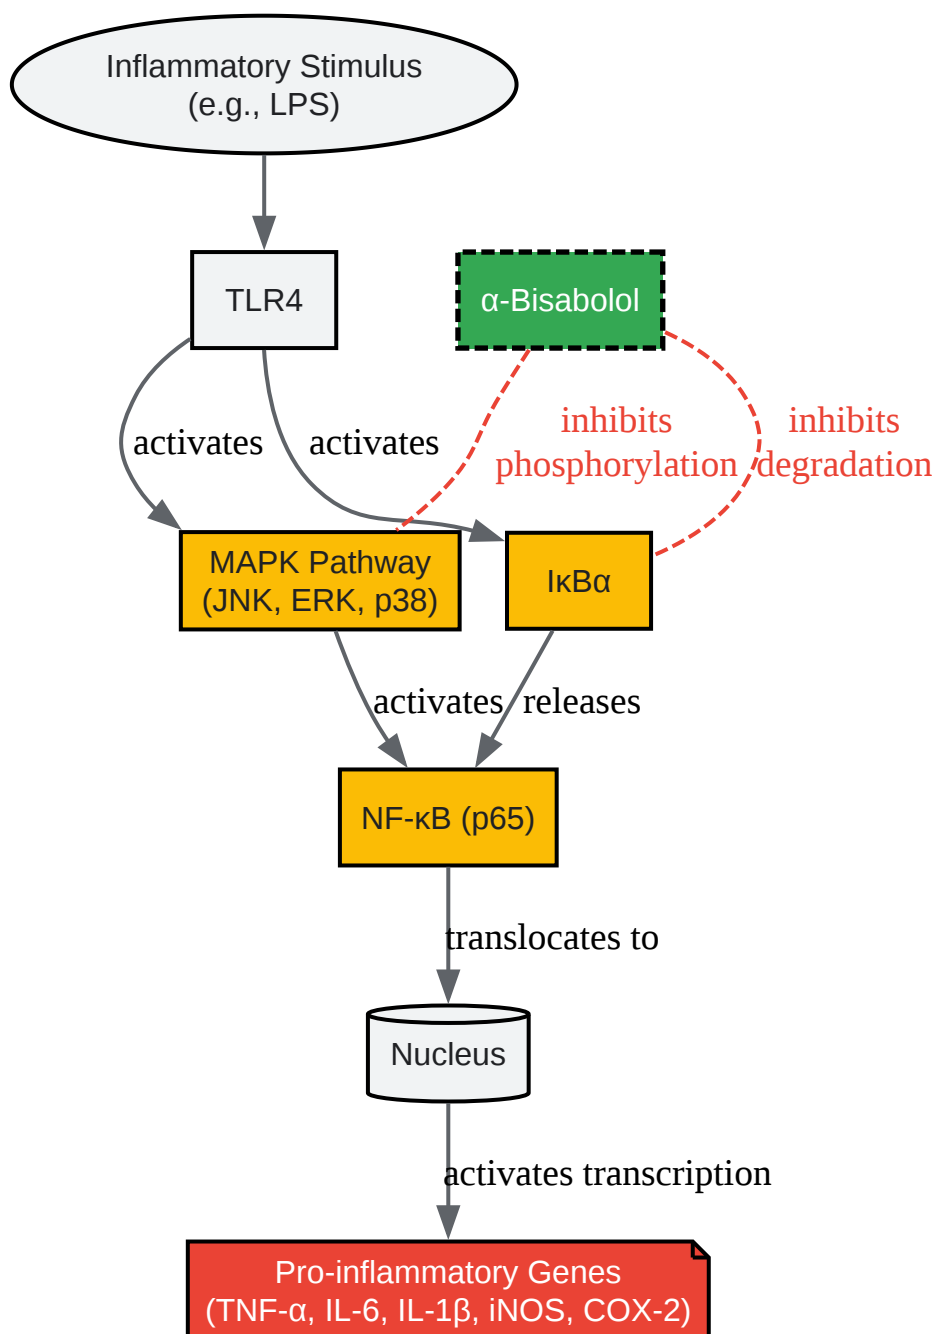 Inflammatory Stimulus
(e.g., LPS)
TLR4
α-Bisabolol
activates
activates
inhibits
phosphorylation
inhibits
degradation
MAPK Pathway
(JNK, ERK, p38)
IκBα
activates
releases
NF-κB (p65)
translocates to
Nucleus
activates transcription
Pro-inflammatory Genes
(TNF-α, IL-6, IL-1β, iNOS, COX-2)